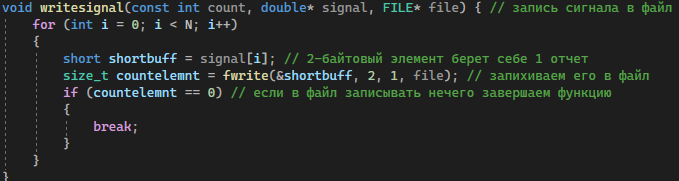 void writesignal(const int count, double* signal, FILE* file) { // запись сигнала в файл
for (int i = 0; i < N; i++)
{
short shortbuff = signal[i]; // 2-байтовый элемент берет себе 1 отчет
size_t countelemnt = fwrite(&shortbuff, 2, 1, file); // запихиваем его в файл
if (countelemnt == 0) // если в файл записывать нечего завершаем функцию
{
break;
}
}
}